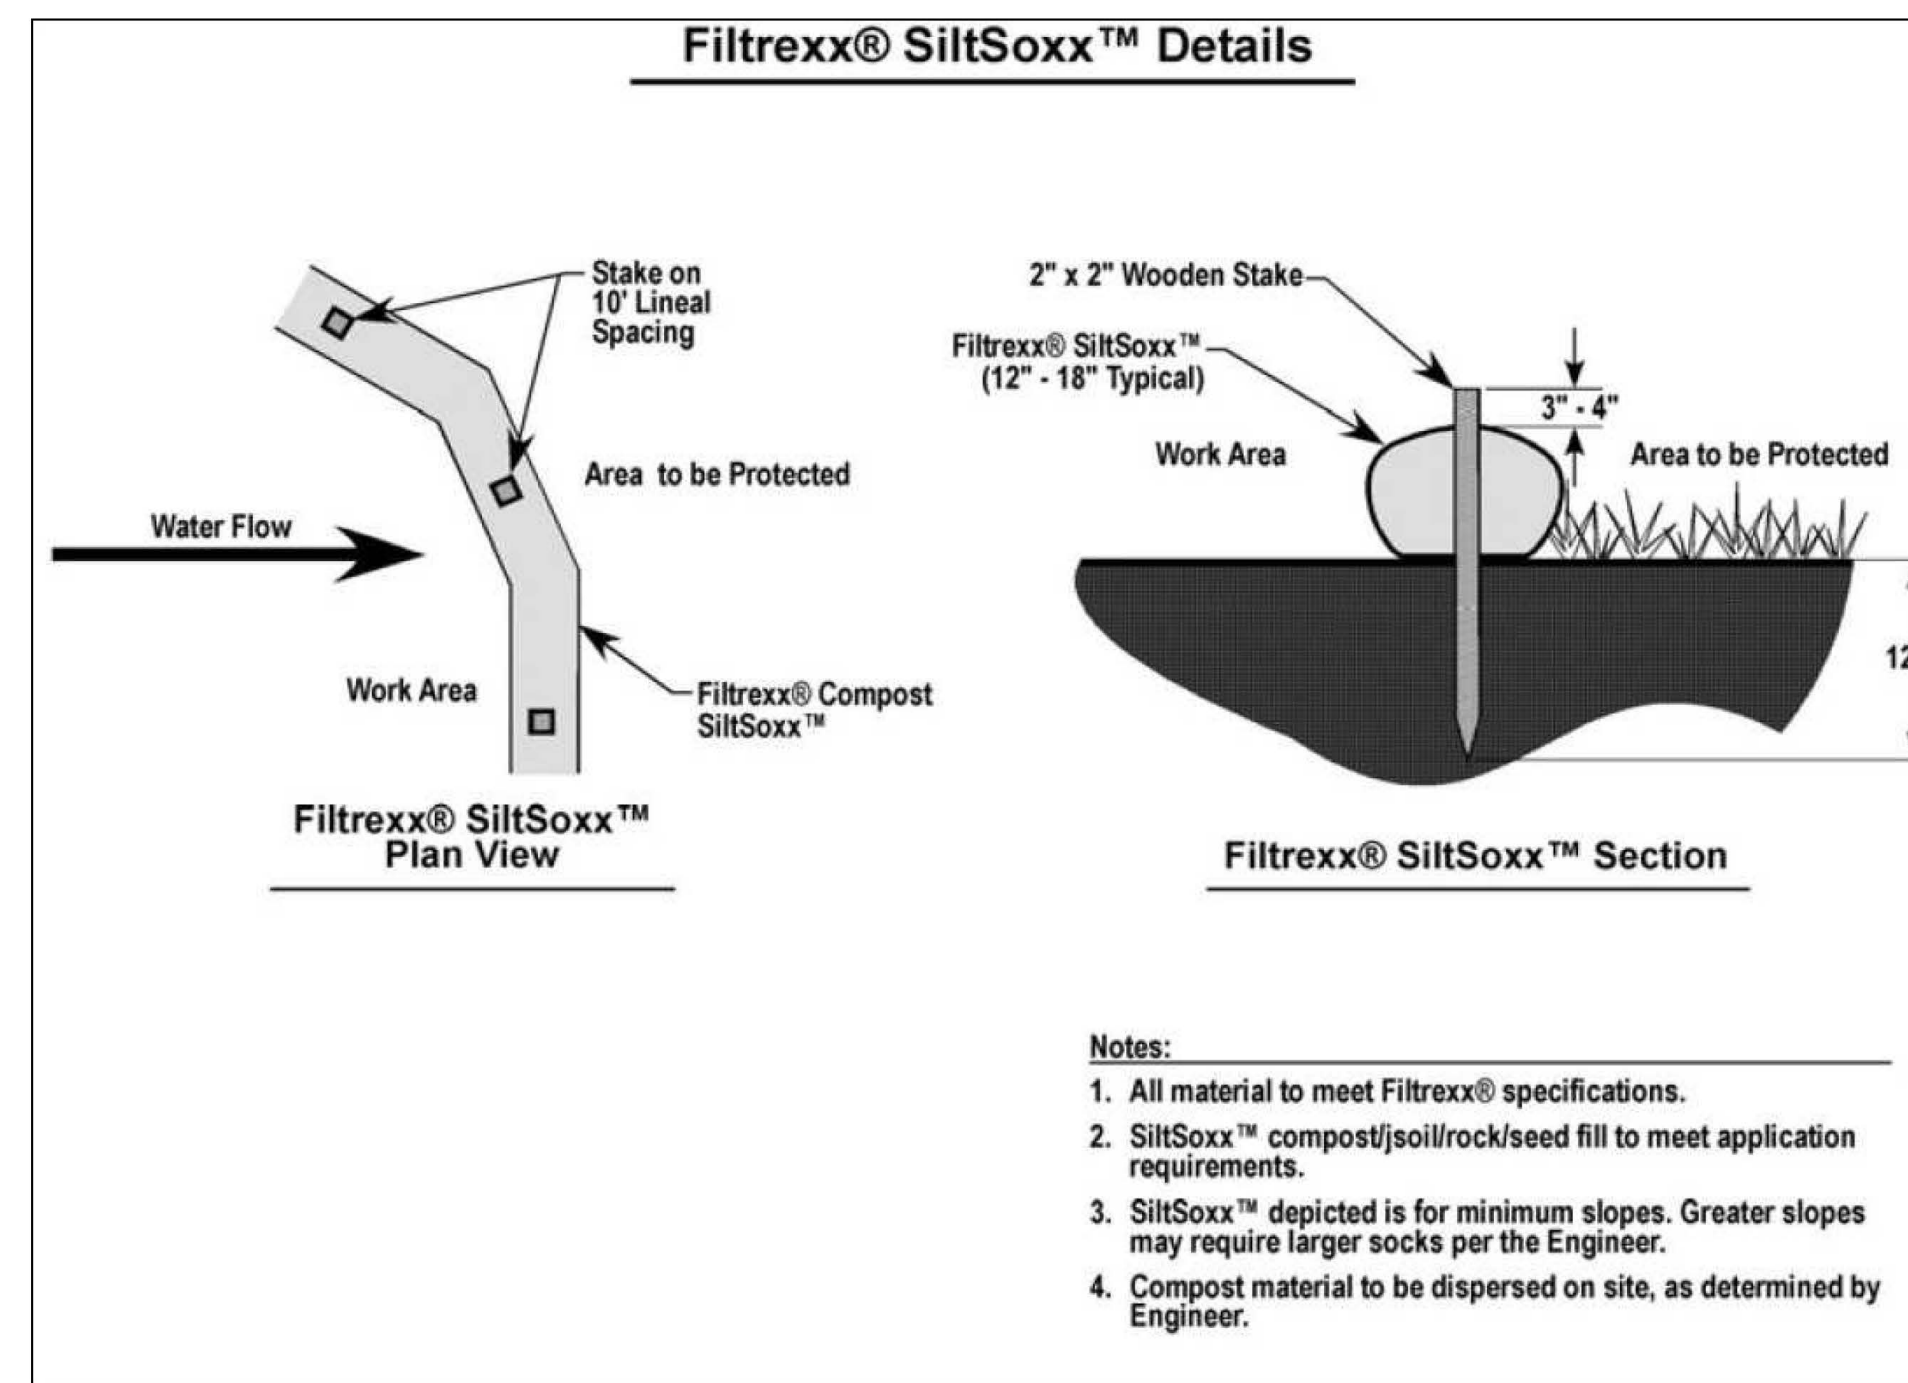 Filtrexx® SiltSoxx™ Details
Stake on
10' Lineal
Spacing
Area to be Protected
Water Flow
Work Area
Filtrexx® Compost
SiltSoxx™
Filtrexx® SiltSoxx™
Plan View
2" x 2" Wooden Stake
Filtrexx® SiltSoxx™
(12" - 18" Typical)
3" - 4"
Work Area
Area to be Protected
12
Filtrexx® SiltSoxx™ Section
Notes:
1. All material to meet Filtrexx® specifications.
2. SiltSoxx™ compost/jsoil/rock/seed fill to meet application
requirements.
3. SiltSoxx™ depicted is for minimum slopes. Greater slopes
may require larger socks per the Engineer.
4. Compost material to be dispersed on site, as determined by
Engineer.